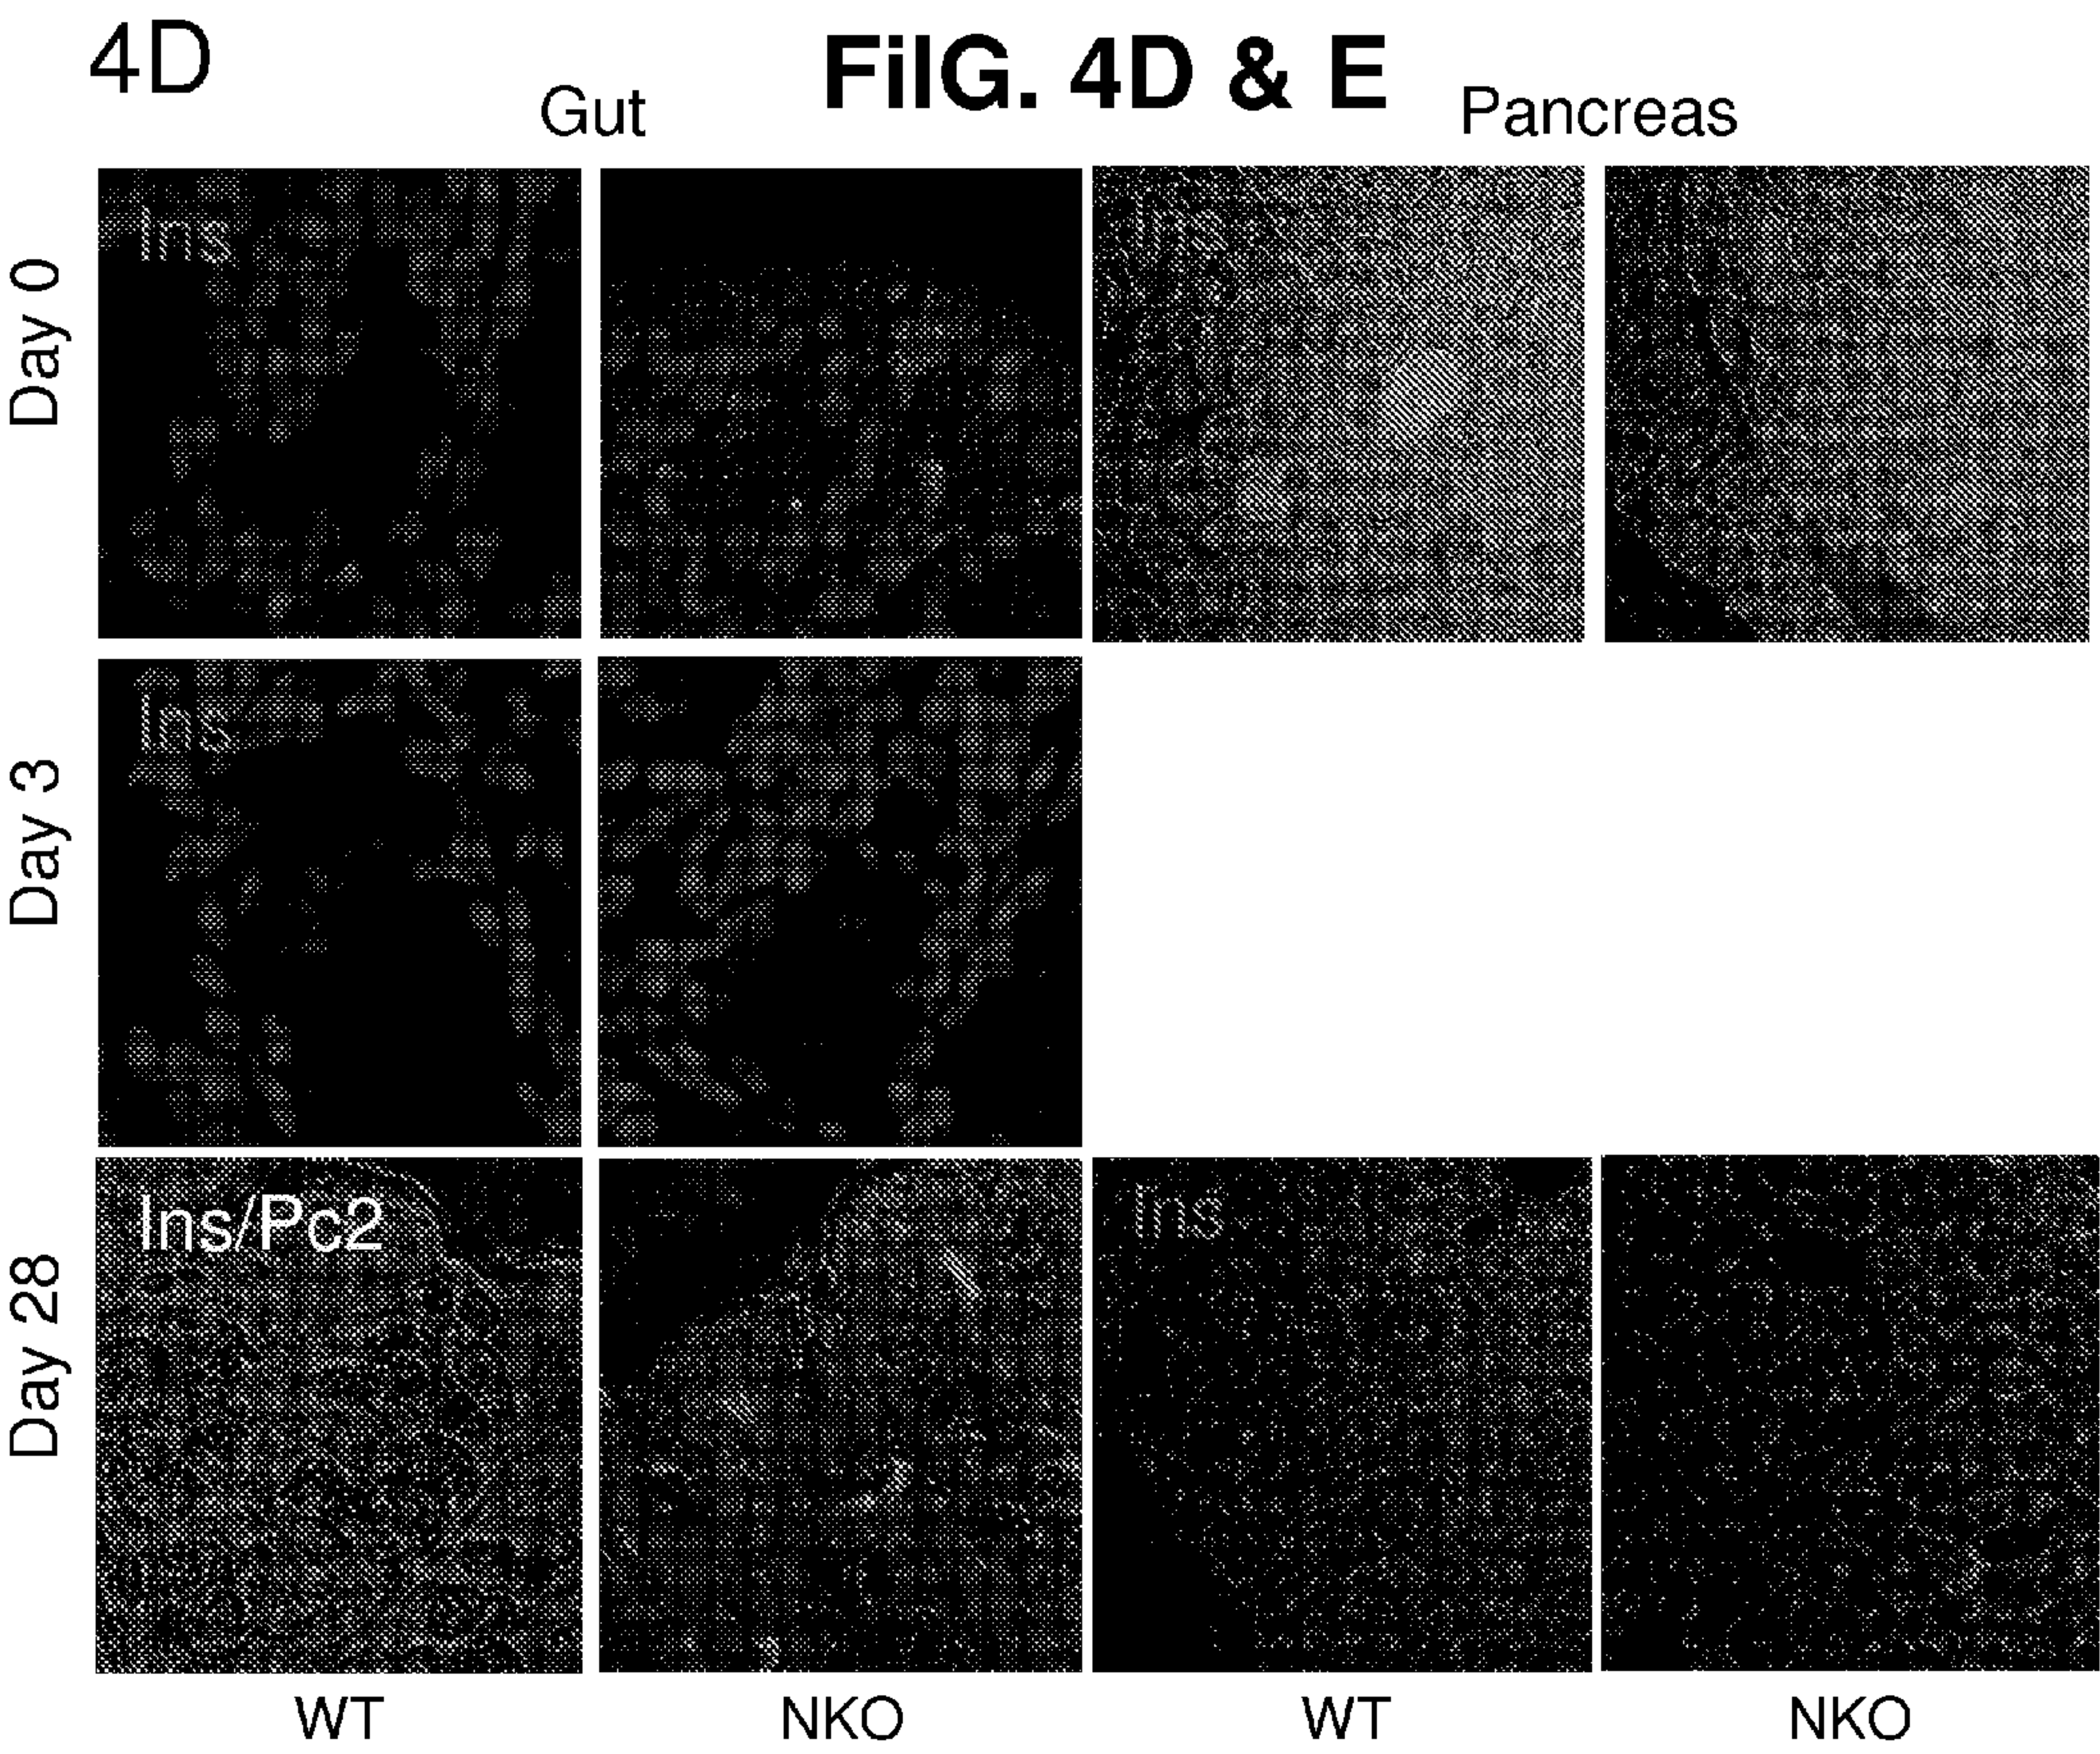 4D
FiIG. 4D & E
Gut
Pancreas
Day 0
Ins
Ins
Day 3
Ins
Day 28
Ins/Pc2
Ins
WT
NKO
WT
NKO